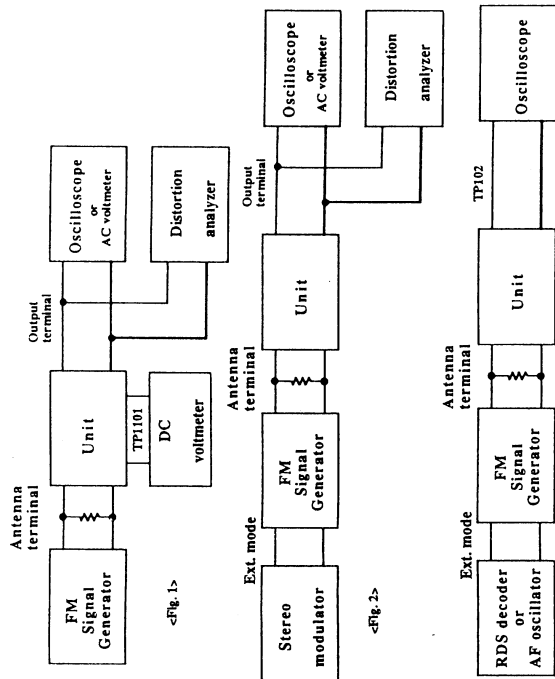 Antenna
terminal
FM
Signal
Generator
Unit
Output
terminal
Oscilloscope
or
AC voltmeter
Distortion
analyzer
TP1101
DC
voltmeter
<Fig. 1>
Ext. mode
Antenna
terminal
Stereo
modulator
FM
Signal
Generator
Unit
Output
terminal
Oscilloscope
or
AC voltmeter
Distortion
analyzer
<Fig. 2>
Ext. mode
Antenna
terminal
RDS decoder
or
AF oscillator
FM
Signal
Generator
Unit
TP102
Oscilloscope